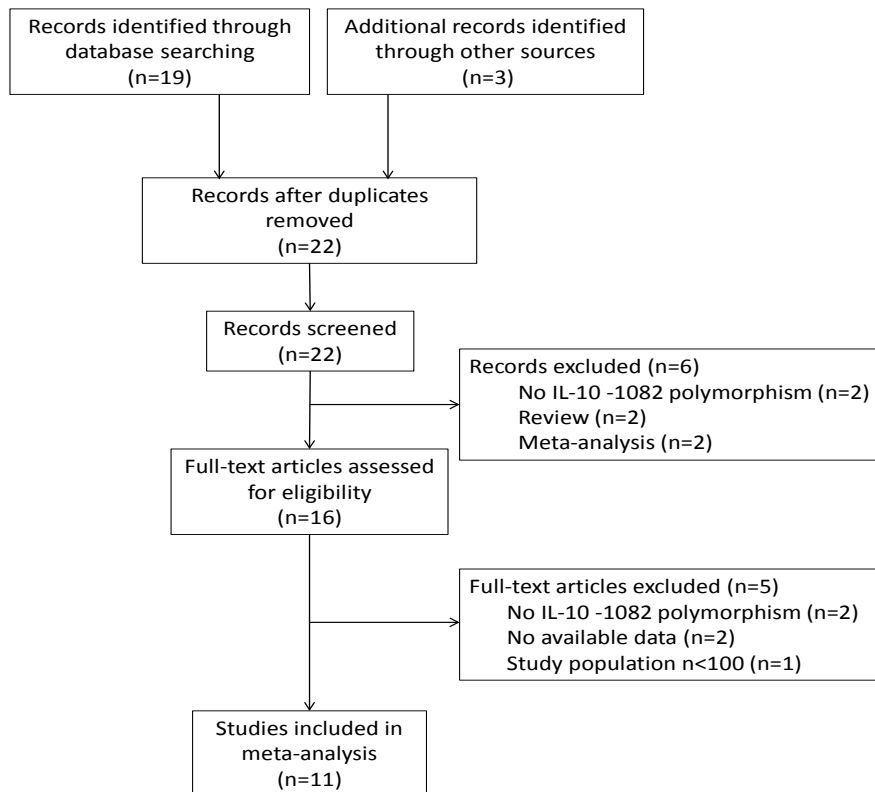 Records identified through
database searching
(n=19)
Additional records identified
through other sources
(n=3)
Records after duplicates
removed
(n=22)
Records screened
(n=22)
Records excluded (n=6)
No IL-10 -1082 polymorphism (n=2)
Review (n=2)
Meta-analysis (n=2)
Full-text articles assessed
for eligibility
(n=16)
Full-text articles excluded (n=5)
No IL-10 -1082 polymorphism (n=2)
No available data (n=2)
Study population n<100 (n=1)
Studies included in
meta-analysis
(n=11)